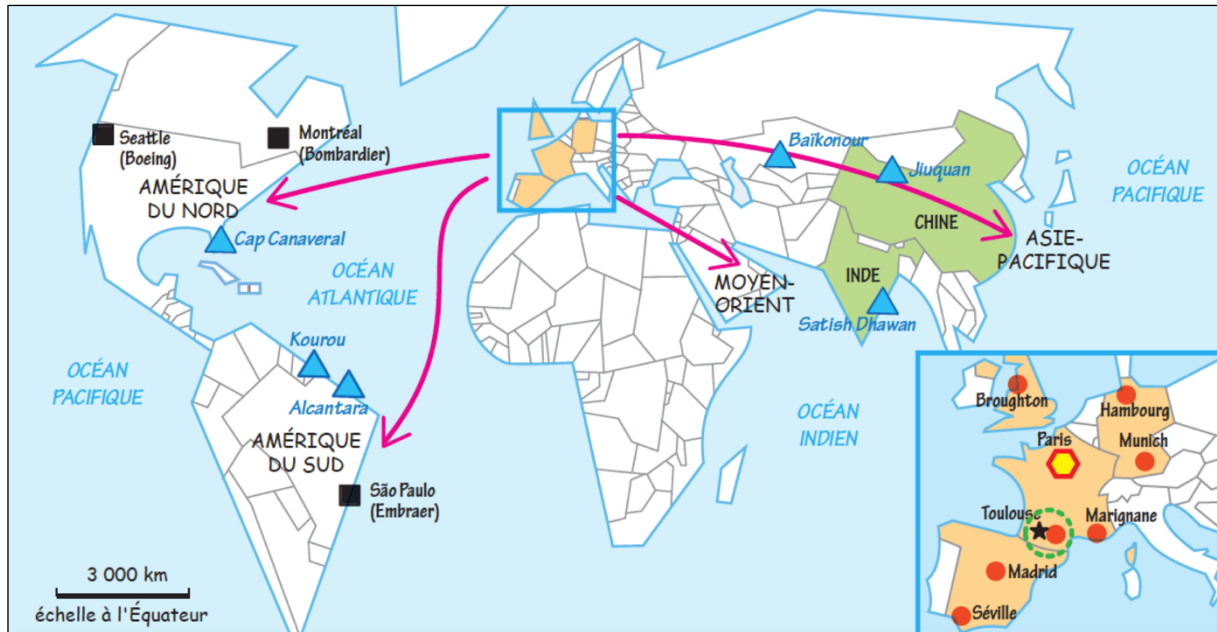 Seattle
(Boeing)
Montréal
(Bombardier)
AMÉRIQUE
DU NORD
Cap Canaveral
OCÉAN
ATLANTIQUE
OCÉAN
PACIFIQUE
Kourou
Alcantara
AMÉRIQUE
DU SUD
São Paulo
(Embraer)
3 000 km
échelle à l'Équateur
Baïkonour
Jiuquan
CHINE
INDE
Satish Dhawan
MOYEN-
ORIENT
ASIE-
PACIFIQUE
OCÉAN
PACIFIQUE
OCÉAN
INDIEN
Broughton
Hambourg
Paris
Munich
Toulouse
Marignane
Madrid
Séville